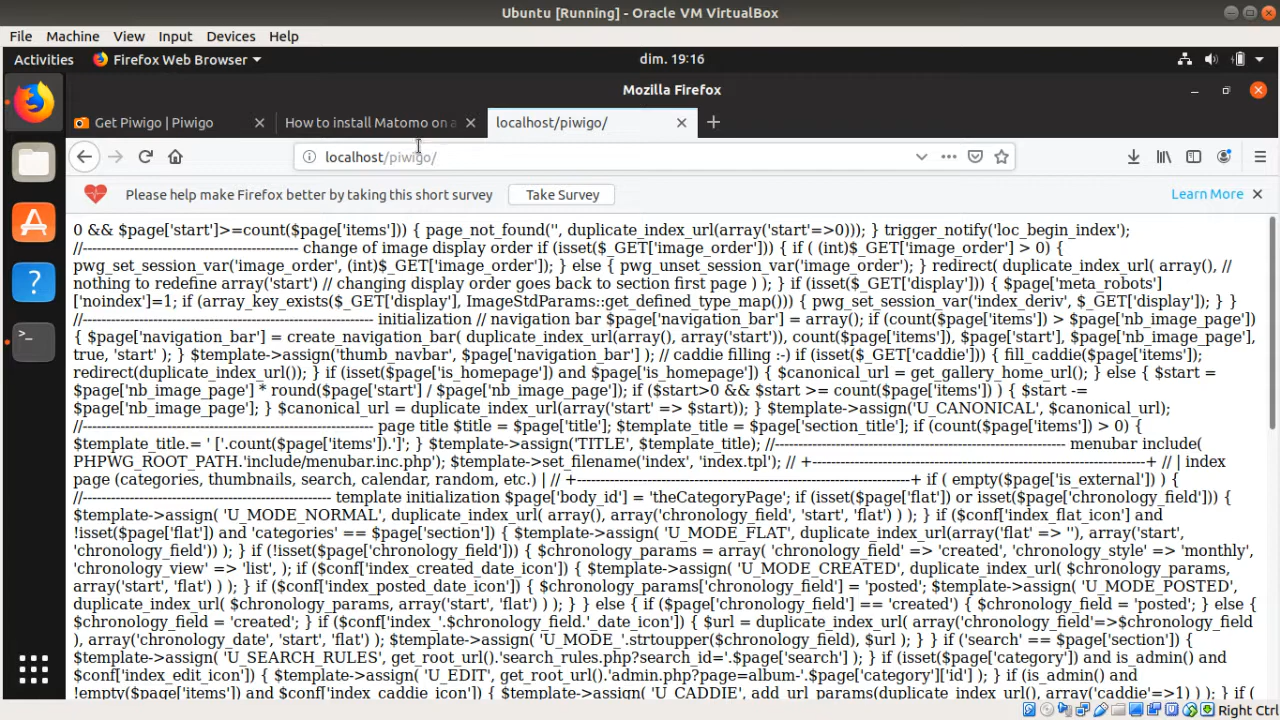 Ubuntu [Running] - Oracle VM VirtualBox
File Machine View Input Devices Help
Activities Firefox Web Browser dim. 19:16
Mozilla Firefox
Get Piwigo | Piwigo How to install Matomo on a localhost/piwigo/
localhost/piwigo/
Please help make Firefox better by taking this short survey Take Survey Learn More
0 && $page['start']>=count($page['items'])) { page_not_found('', duplicate_index_url(array('start'=>0))); } trigger_notify('loc_begin_index');
//---------------------------------------------- change of image display order if (isset($_GET['image_order'])) { if ( (int)$_GET['image_order'] > 0) {
pwg_set_session_var('image_order', (int)$_GET['image_order']); } else { pwg_unset_session_var('image_order'); } redirect( duplicate_index_url( array(), //
nothing to redefine array('start') // changing display order goes back to section first page ) ); } if (isset($_GET['display'])) { $page['meta_robots']
['noindex']=1; if (array_key_exists($_GET['display'], ImageStdParams::get_defined_type_map())) { pwg_set_session_var('index_deriv', $_GET['display']); } }
//-------------------------------------------------------------- initialization // navigation bar $page['navigation_bar'] = array(); if (count($page['items']) > $page['nb_image_page'])
{ $page['navigation_bar'] = create_navigation_bar( duplicate_index_url(array(), array('start')), count($page['items']), $page['start'], $page['nb_image_page'],
true, 'start' ); } $template->assign('thumb_navbar', $page['navigation_bar'] ); // caddie filling :-) if (isset($_GET['caddie'])) { fill_caddie($page['items']);
redirect(duplicate_index_url()); } if (isset($page['is_homepage']) and $page['is_homepage']) { $canonical_url = get_gallery_home_url(); } else { $start =
$page['nb_image_page'] * round($page['start'] / $page['nb_image_page']); if ($start>0 && $start >= count($page['items']) ) { $start -=
$page['nb_image_page']; } $canonical_url = duplicate_index_url(array('start' => $start)); } $template->assign('U_CANONICAL', $canonical_url);
//---------------------------------------------------------------- page title $title = $page['title']; $template_title = $page['section_title']; if (count($page['items']) > 0) {
$template_title.= ' ['.count($page['items']).']'; } $template->assign('TITLE', $template_title); //---------------------------------------------------------------- menubar include(
PHPWG_ROOT_PATH.'include/menubar.inc.php'); $template->set_filename('index', 'index.tpl'); // +-----------------------------------------------------------------------+ // | index
page (categories, thumbnails, search, calendar, random, etc.) | // +-----------------------------------------------------------------------+ if ( empty($page['is_external']) ) {
//------------------------------------------------------ template initialization $page['body_id'] = 'theCategoryPage'; if (isset($page['flat']) or isset($page['chronology_field'])) {
$template->assign( 'U_MODE_NORMAL', duplicate_index_url( array(), array('chronology_field', 'start', 'flat') ) ); } if ($conf['index_flat_icon'] and
!isset($page['flat']) and 'categories' == $page['section']) { $template->assign( 'U_MODE_FLAT', duplicate_index_url(array('flat' => ''), array('start',
'chronology_field')) ); } if (!isset($page['chronology_field'])) { $chronology_params = array( 'chronology_field' => 'created', 'chronology_style' => 'monthly',
'chronology_view' => 'list', ); if ($conf['index_created_date_icon']) { $template->assign( 'U_MODE_CREATED', duplicate_index_url( $chronology_params,
array('start', 'flat') ) ); } if ($conf['index_posted_date_icon']) { $chronology_params['chronology_field'] = 'posted'; $template->assign( 'U_MODE_POSTED',
duplicate_index_url( $chronology_params, array('start', 'flat') ) ); } } else { if ($page['chronology_field'] == 'created') { $chronology_field = 'posted'; } else {
$chronology_field = 'created'; } if ($conf['index_'.$chronology_field.'_date_icon']) { $url = duplicate_index_url( array('chronology_field'=>$chronology_field
), array('chronology_date', 'start', 'flat') ); $template->assign( 'U_MODE_'.strtoupper($chronology_field), $url ); } } if ('search' == $page['section']) {
$template->assign( 'U_SEARCH_RULES', get_root_url().'search_rules.php?search_id='.$page['search'] ); } if (isset($page['category']) and is_admin() and
$conf['index_edit_icon']) { $template->assign( 'U_EDIT', get_root_url().'admin.php?page=album-'.$page['category']['id'] ); } if (is_admin() and
!empty($page['items']) and $conf['index_caddie_icon']) { $template->assign( 'U_CADDIE', add_url_params(duplicate_index_url(), array('caddie'=>1) ) ); } if (
Right Ctrl